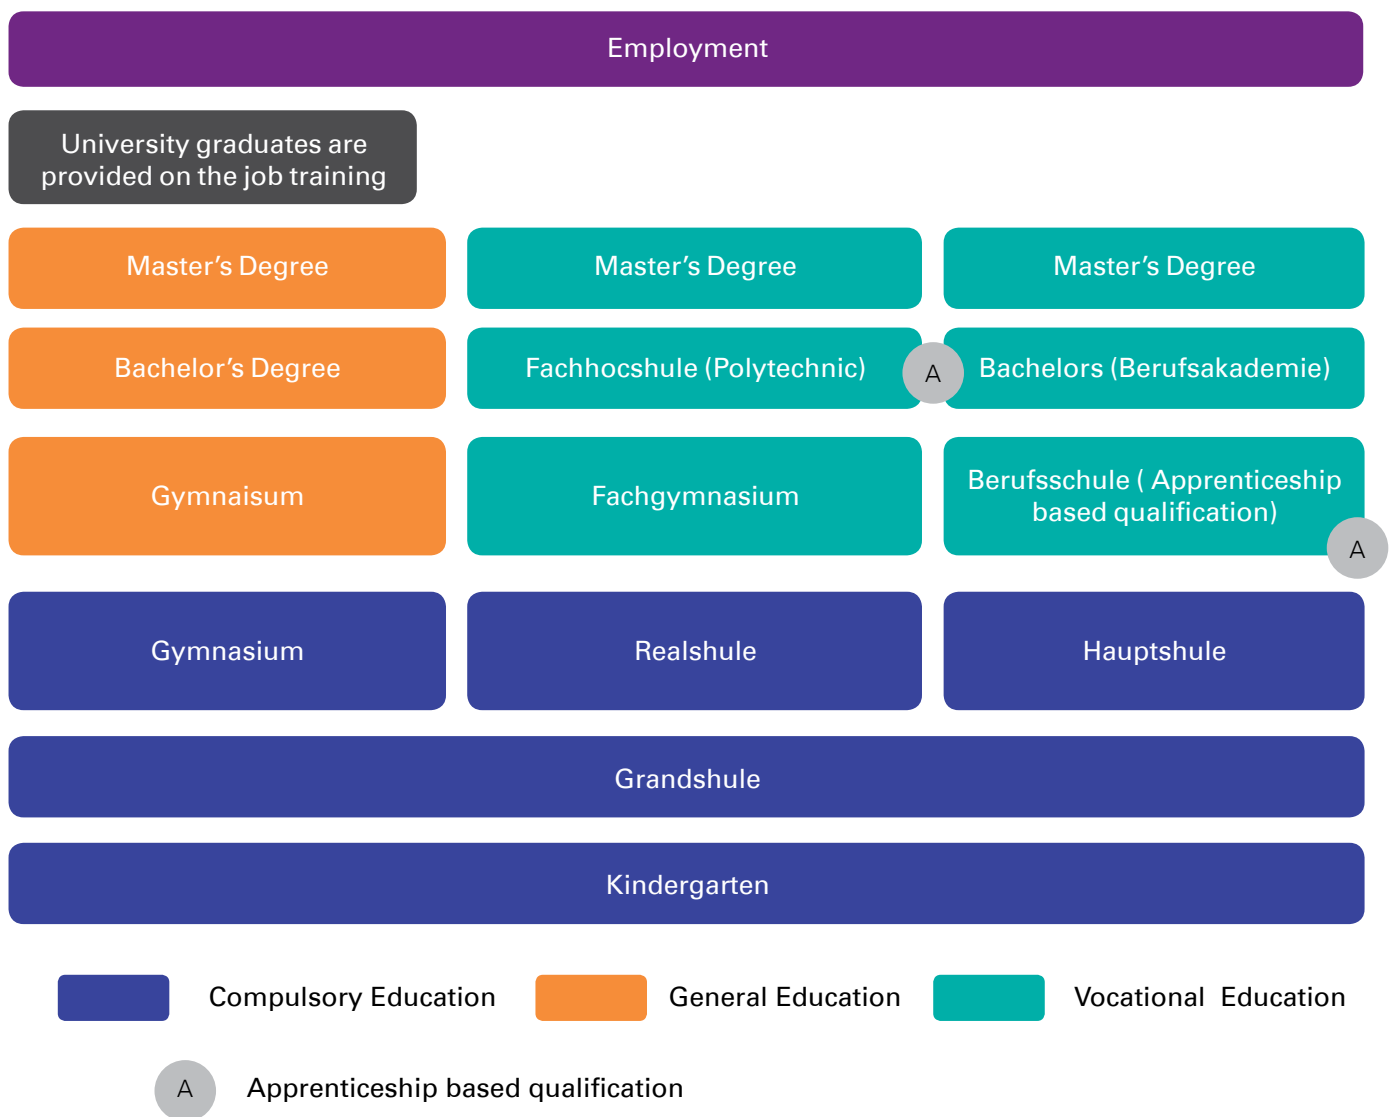 Employment
University graduates are
provided on the job training
Master's Degree
Master's Degree
Master's Degree
Bachelor's Degree
Fachhocshule (Polytechnic)
A
Bachelors (Berufsakademie)
Gymnaisum
Fachgymnasium
Berufsschule ( Apprenticeship
based qualification)
A
Gymnasium
Realshule
Hauptshule
Grandshule
Kindergarten
Compulsory Education
General Education
Vocational Education
A
Apprenticeship based qualification